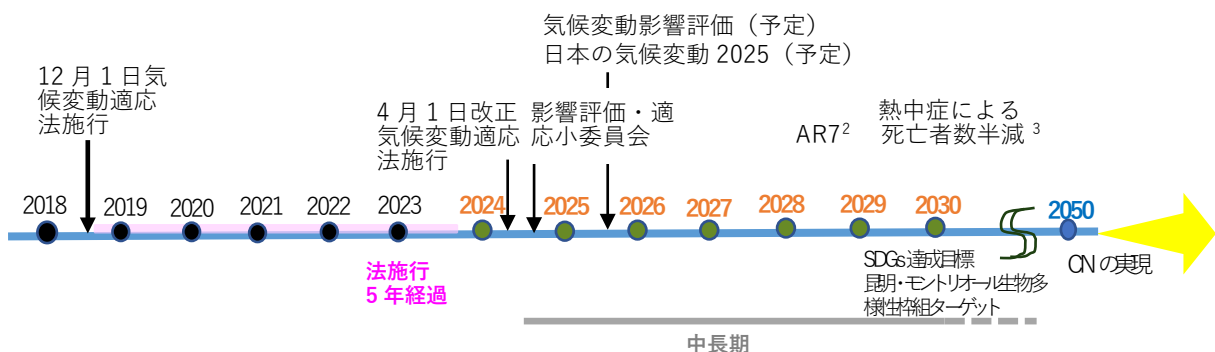 気候変動影響評価（予定）
日本の気候変動 2025（予定）
12 月 1 日気
候変動適応
法施行
4 月 1 日改正
気候変動適応
法施行
影響評価・適
応小委員会
AR7²
熱中症による
死亡者数半減 ³
2018
2019
2020
2021
2022
2023
2024
2025
2026
2027
2028
2029
2030
2050
法施行
5 年経過
SDGs 達成目標
昆明・モントリオール生物多
様性枠組ターゲット
CN の実現
中長期